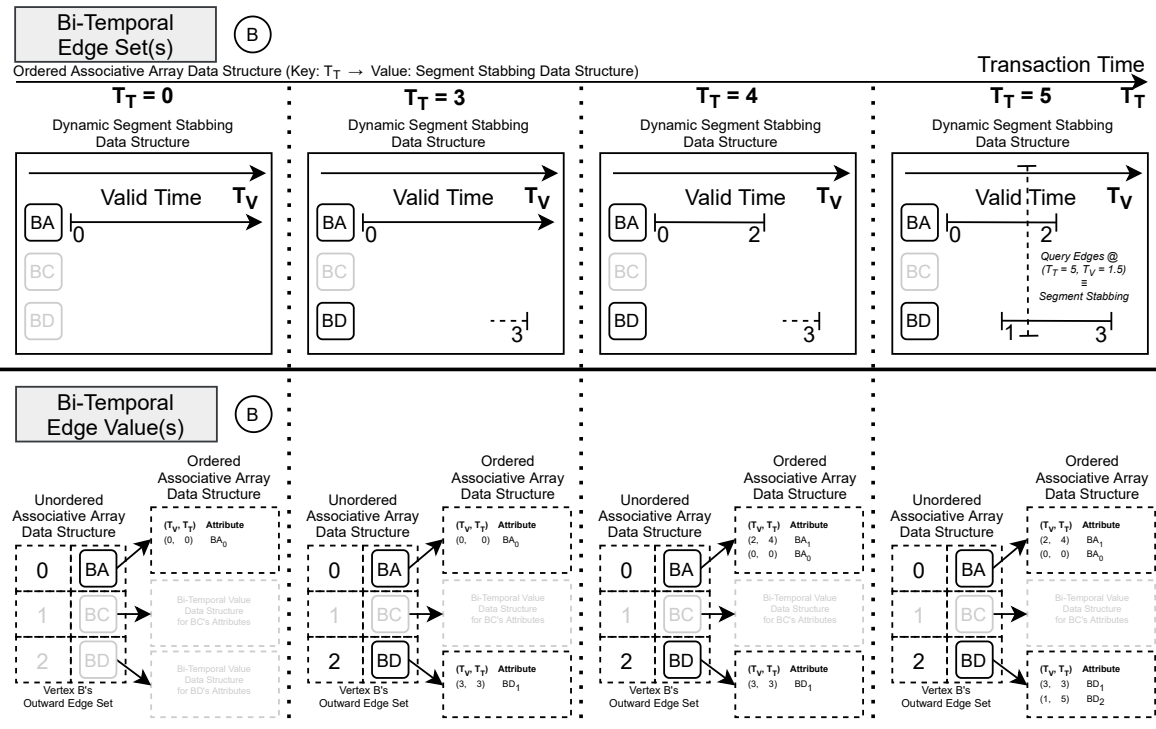 Bi-Temporal
Edge Set(s)
B
Ordered Associative Array Data Structure (Key: T_T → Value: Segment Stabbing Data Structure)
Transaction Time
T_T
T_T = 0
Dynamic Segment Stabbing
Data Structure
Valid Time T_V
BA
0
BC
BD
T_T = 3
Dynamic Segment Stabbing
Data Structure
Valid Time T_V
BA
0
BC
BD
3
T_T = 4
Dynamic Segment Stabbing
Data Structure
Valid Time T_V
BA
0 2
BC
BD
3
T_T = 5
Dynamic Segment Stabbing
Data Structure
Valid Time T_V
BA
0 2
BC
Query Edges @
(T_T = 5, T_V = 1.5)
≡
Segment Stabbing
BD
1 3
Bi-Temporal
Edge Value(s)
B
Unordered
Associative Array
Data Structure
Ordered
Associative Array
Data Structure
0 BA
(T_V, T_T) Attribute
(0, 0) BA_0
1 BC
Bi-Temporal Value
Data Structure
for BC's Attributes
2 BD
Bi-Temporal Value
Data Structure
for BD's Attributes
Vertex B's
Outward Edge Set
Unordered
Associative Array
Data Structure
Ordered
Associative Array
Data Structure
0 BA
(T_V, T_T) Attribute
(0, 0) BA_0
1 BC
Bi-Temporal Value
Data Structure
for BC's Attributes
2 BD
(T_V, T_T) Attribute
(3, 3) BD_1
Vertex B's
Outward Edge Set
Unordered
Associative Array
Data Structure
Ordered
Associative Array
Data Structure
0 BA
(T_V, T_T) Attribute
(2, 4) BA_1
(0, 0) BA_0
1 BC
Bi-Temporal Value
Data Structure
for BC's Attributes
2 BD
(T_V, T_T) Attribute
(3, 3) BD_1
Vertex B's
Outward Edge Set
Unordered
Associative Array
Data Structure
Ordered
Associative Array
Data Structure
0 BA
(T_V, T_T) Attribute
(2, 4) BA_1
(0, 0) BA_0
1 BC
Bi-Temporal Value
Data Structure
for BC's Attributes
2 BD
(T_V, T_T) Attribute
(3, 3) BD_1
(1, 5) BD_2
Vertex B's
Outward Edge Set